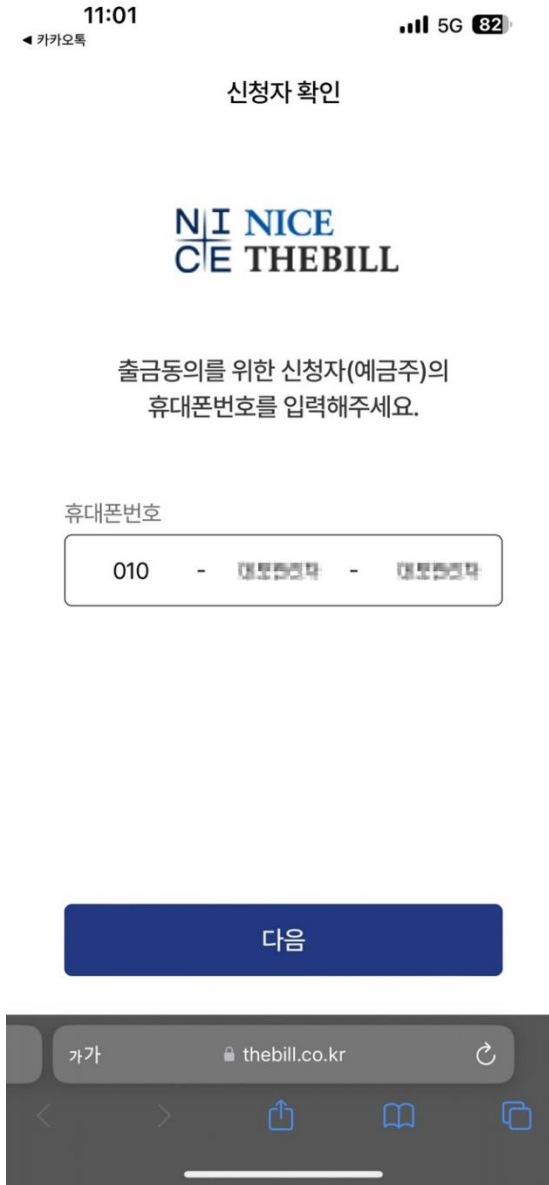 11:01
5G 82
◀ 카카오톡
신청자 확인
NICE NICE
THEBILL
출금동의를 위한 신청자(예금주)의
휴대폰번호를 입력해주세요.
휴대폰번호
010 - -
다음
가가 thebill.co.kr